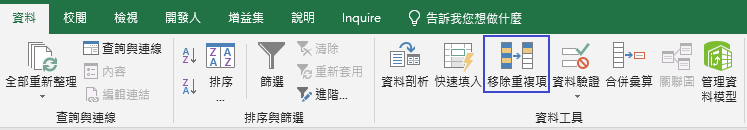 資料 校閱 檢視 開發人 增益集 說明 Inquire 告訴我您想做什麼
全部重新整理
查詢與連線
內容
編輯連結
查詢與連線
A Z
Z A
Z A A Z
排序
...
篩選
清除
重新套用
進階...
排序與篩選
資料剖析
快速填入
移除重複項
資料驗證
合併彙算
關聯圖
管理資
料模型
資料工具